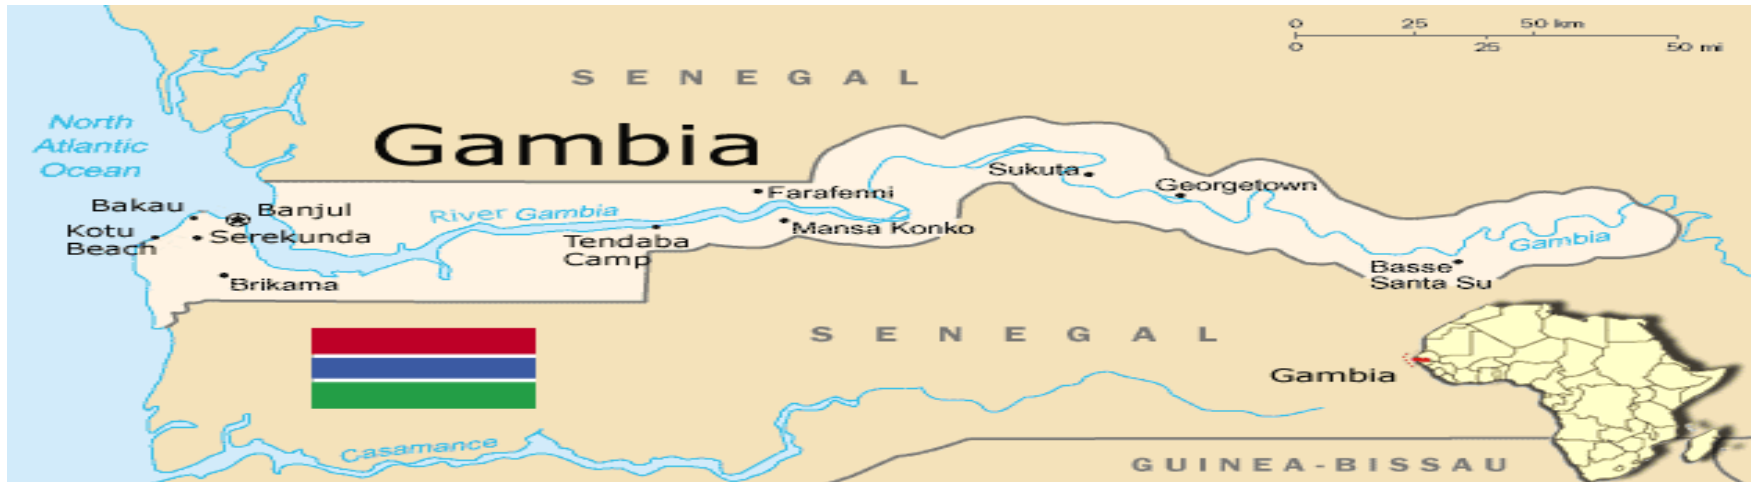 0 25 50 km
0 25 50 mi
SENEGAL
Gambia
North
Atlantic
Ocean
Bakau
Banjul
Kotu
Beach
Serekunda
Brikama
River Gambia
Tendaba
Camp
Farafenni
Mansa Konko
Sukuta
Georgetown
Gambia
Basse
Santa Su
SENEGAL
Gambia
Casamance
GUINEA-BISSAU